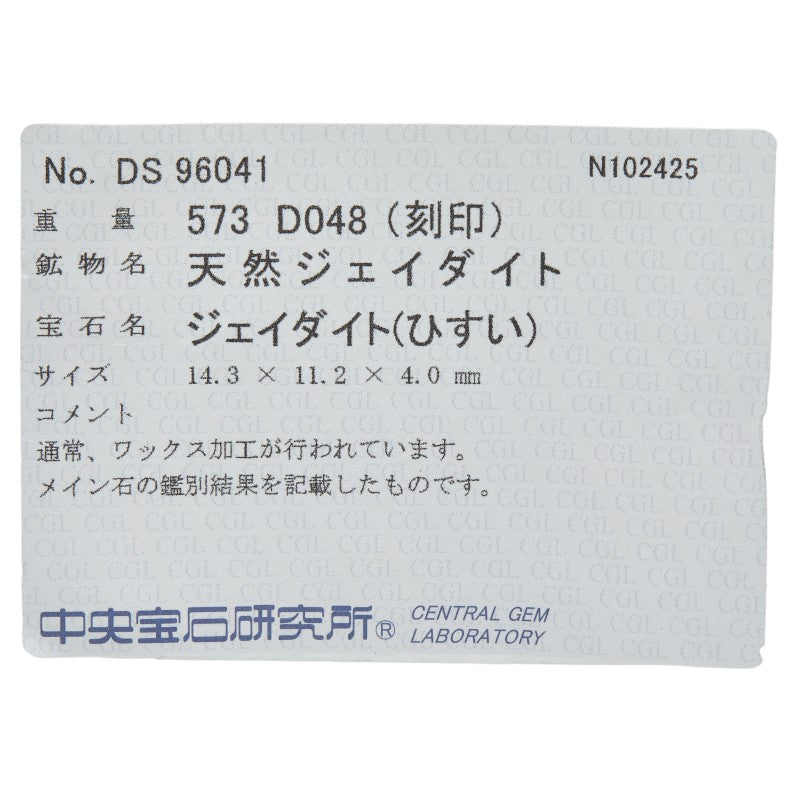 No. DS 96041 N102425
重量 573 D048 (刻印)
鉱物名 天然ジェイダイト
宝石名 ジェイダイト(ひすい)
サイズ 14.3 × 11.2 × 4.0 mm
コメント
通常、ワックス加工が行われています。
メイン石の鑑別結果を記載したものです。
中央宝石研究所® CENTRAL GEM
LABORATORY